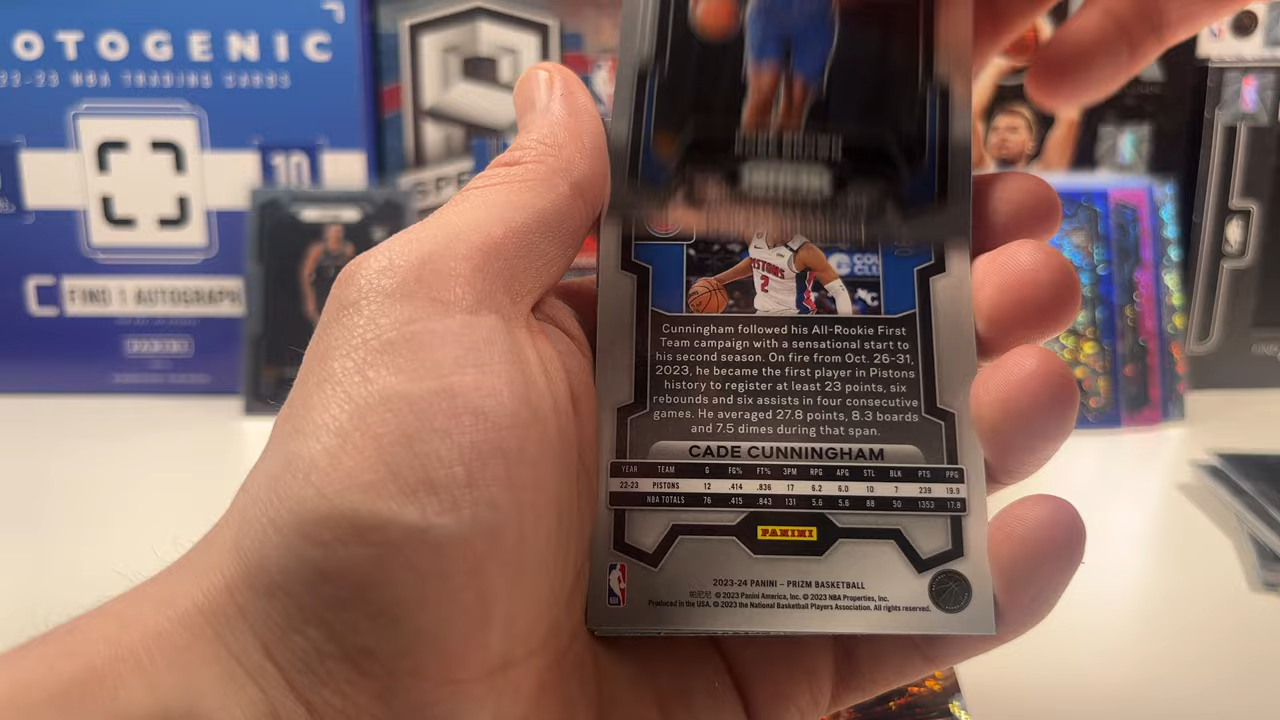 OTOGENIC
22-23 NBA TRADING CARDS
10
FIND 1 AUTOGRAPH
PANINI
SPE
PISTONS
2
Cunningham followed his All-Rookie First
Team campaign with a sensational start to
his second season. On fire from Oct. 26-31,
2023, he became the first player in Pistons
history to register at least 23 points, six
rebounds and six assists in four consecutive
games. He averaged 27.8 points, 8.3 boards
and 7.5 dimes during that span.
CADE CUNNINGHAM
YEAR TEAM G FG% FT% 3PM RPG APG STL BLK PTS PPG
22-23 PISTONS 12 .414 .836 17 6.2 6.0 10 7 239 19.9
NBA TOTALS 76 .415 .843 131 5.6 5.6 88 50 1353 17.8
PANINI
2023-24 PANINI – PRIZM BASKETBALL
帕尼尼 © 2023 Panini America, Inc. © 2023 NBA Properties, Inc.
Produced in the USA. © 2023 the National Basketball Players Association. All rights reserved.